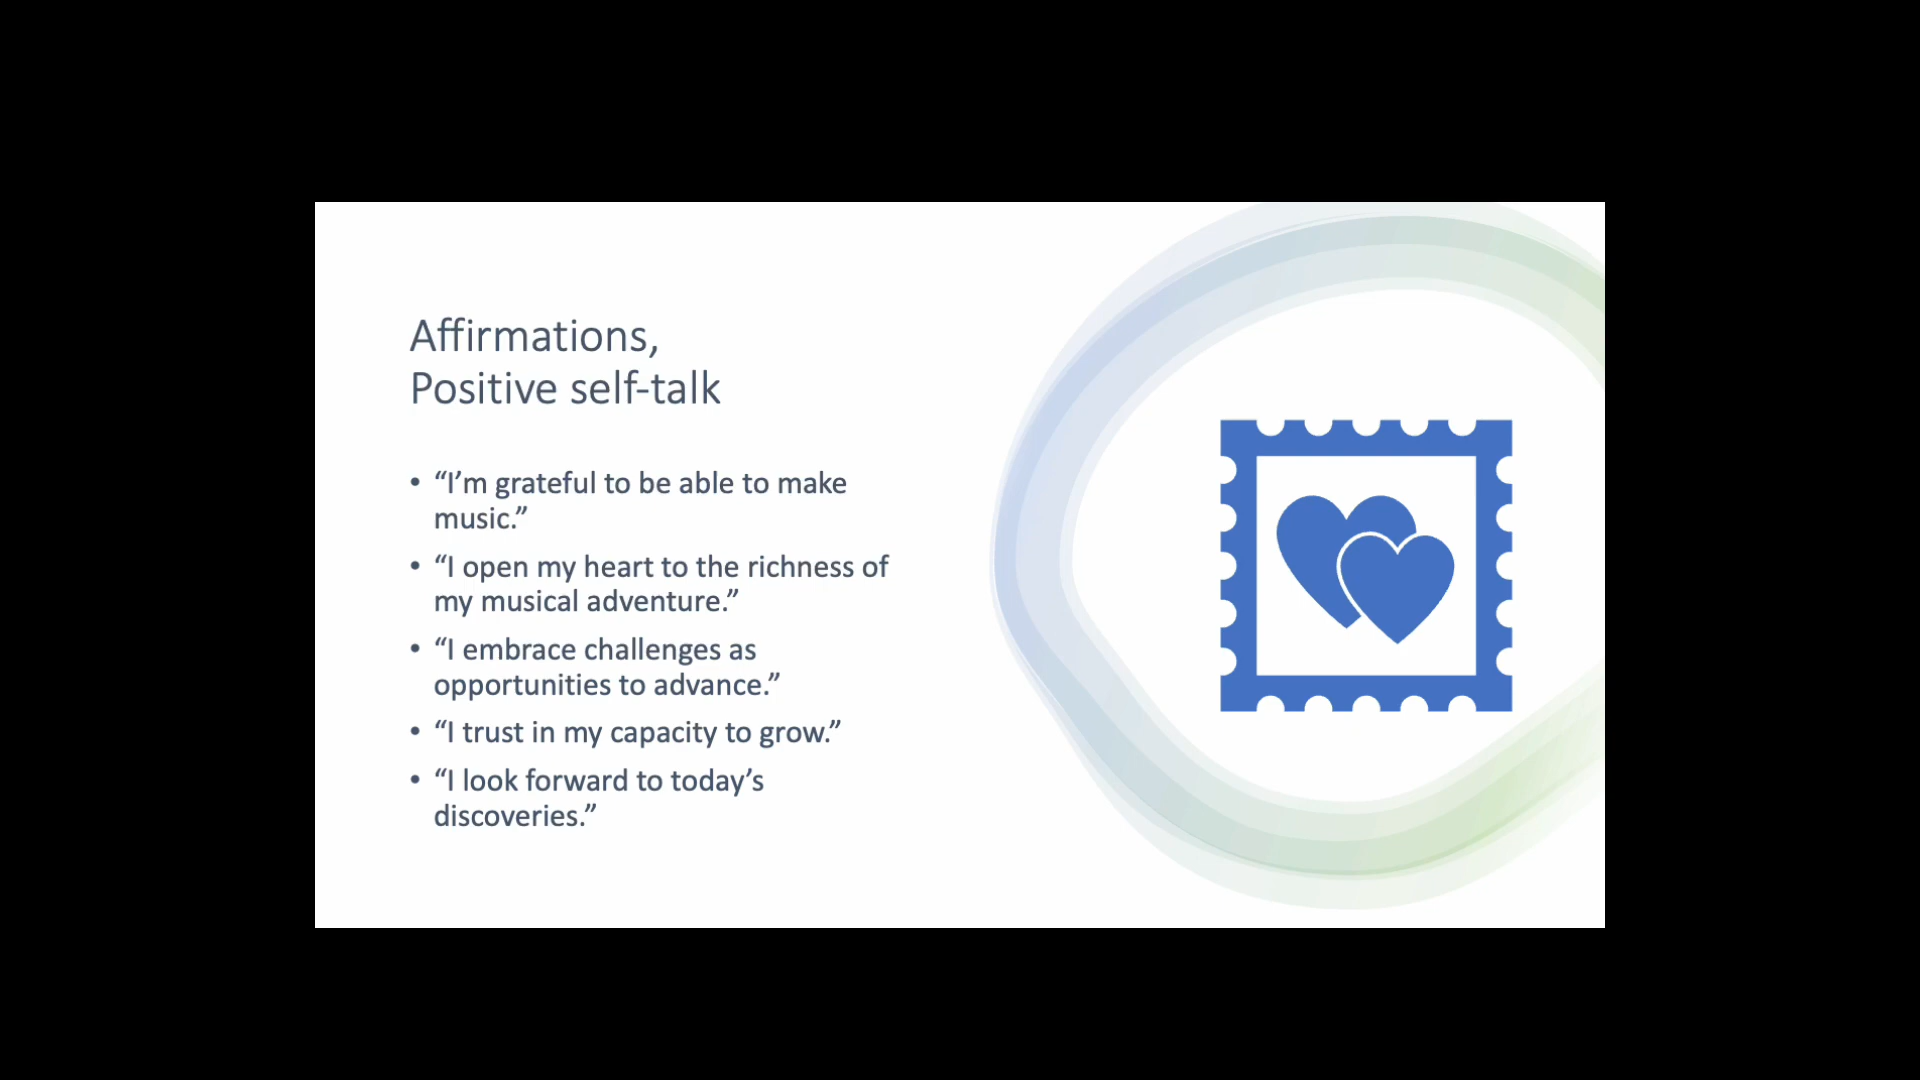 Affirmations,
Positive self-talk
• “I’m grateful to be able to make
music.”
• “I open my heart to the richness of
my musical adventure.”
• “I embrace challenges as
opportunities to advance.”
• “I trust in my capacity to grow.”
• “I look forward to today’s
discoveries.”